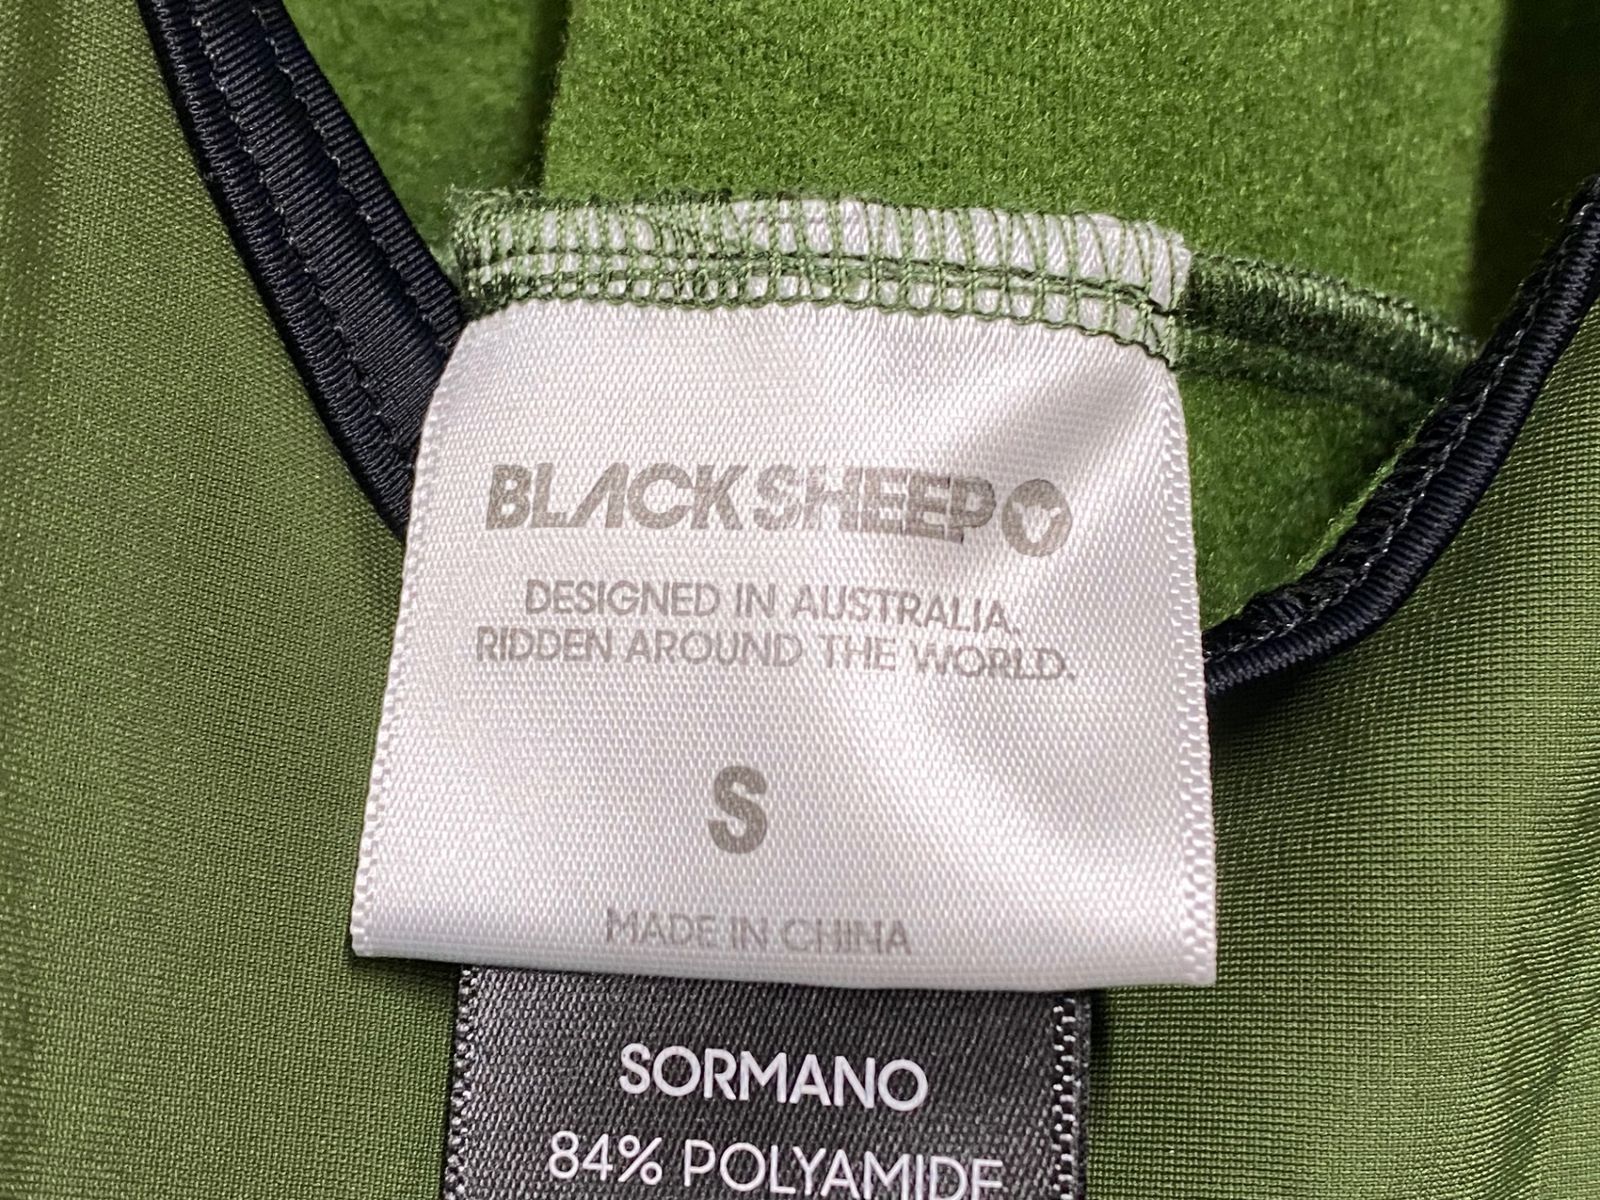 BLACK SHEEP
DESIGNED IN AUSTRALIA.
RIDDEN AROUND THE WORLD.
S
MADE IN CHINA
SORMANO
84% POLYAMIDE